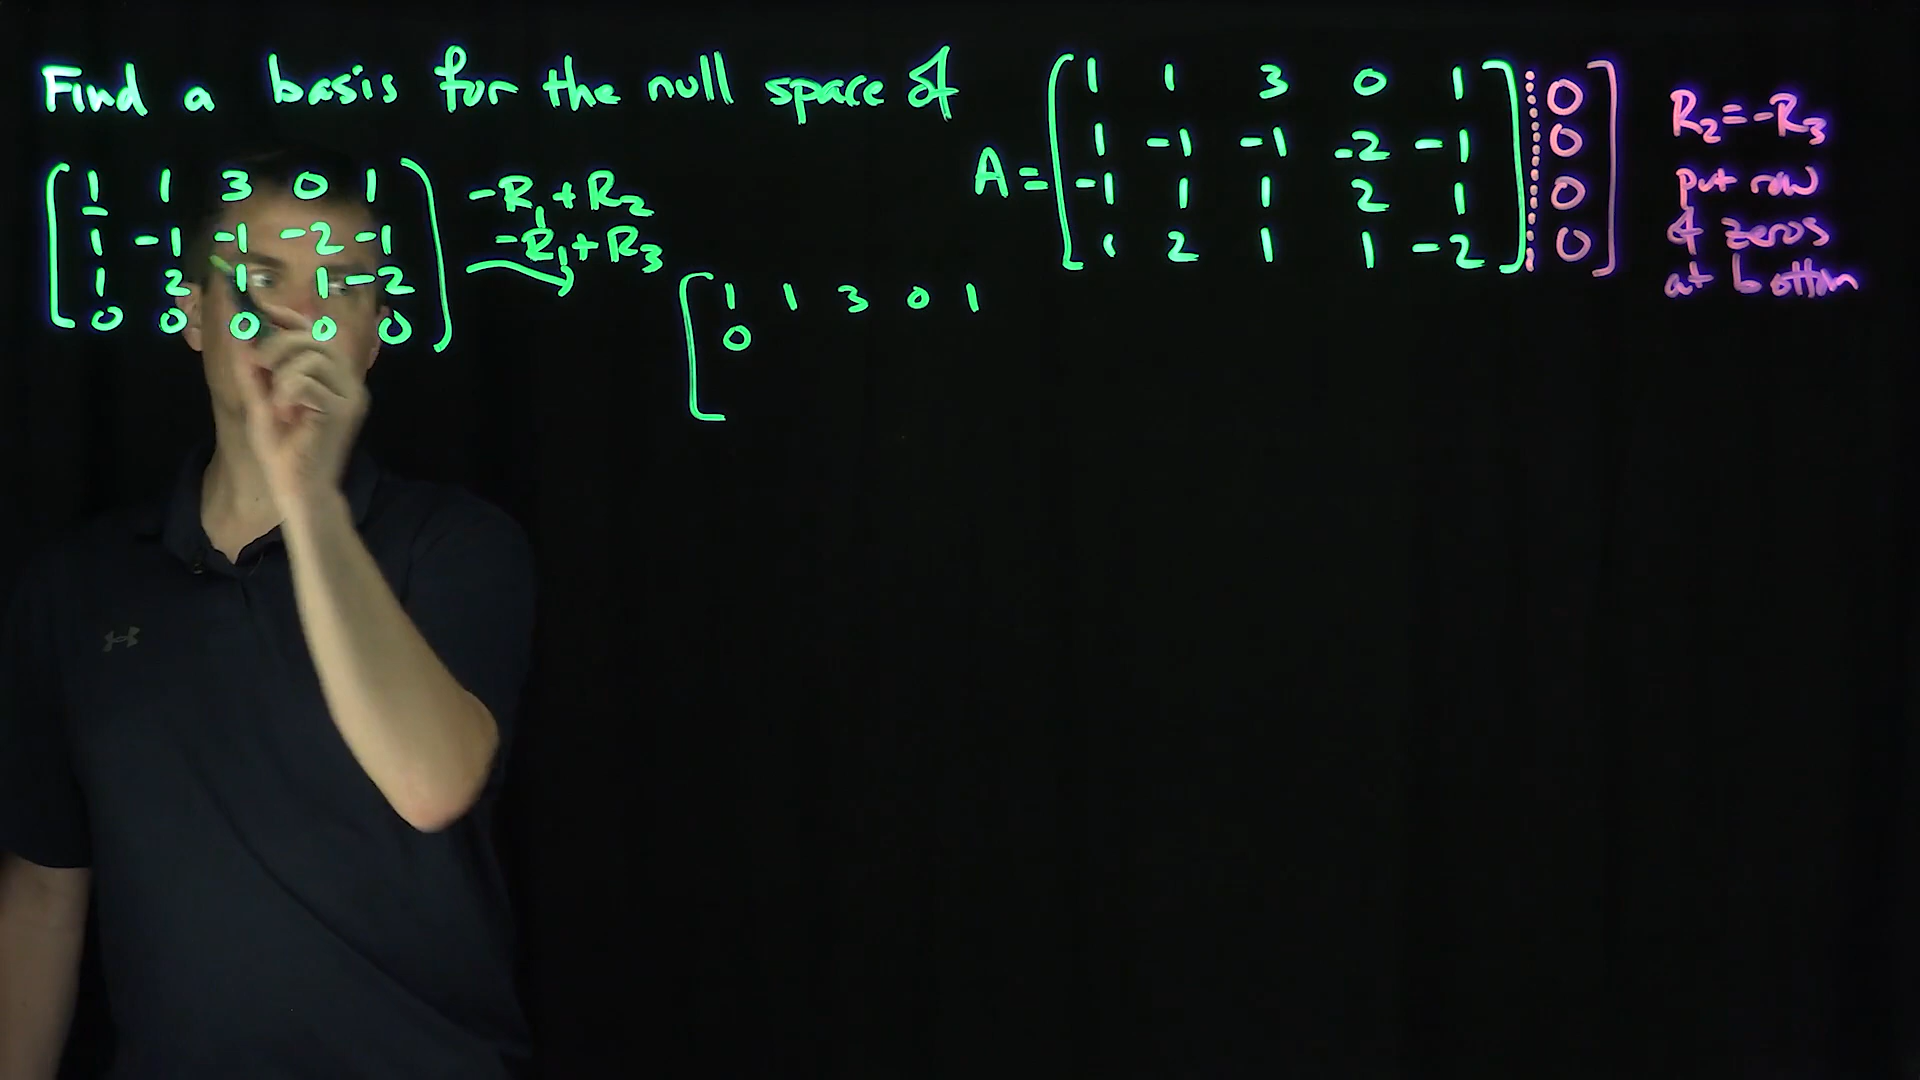 Find a basis for the null space of
A = [ 1 1 3 0 1 ⋮ 0 ]
[ 1 -1 -1 -2 -1 ⋮ 0 ]
[ -1 1 1 2 1 ⋮ 0 ]
[ 1 2 1 1 -2 ⋮ 0 ]
R₂ = -R₃
put row
of zeros
at bottom
[ 1 1 3 0 1 ]
[ 1 -1 -1 -2 -1 ]
[ 1 2 1 1 -2 ]
[ 0 0 0 0 0 ]
-R₁ + R₂
-R₁ + R₃
[ 1 1 3 0 1
0